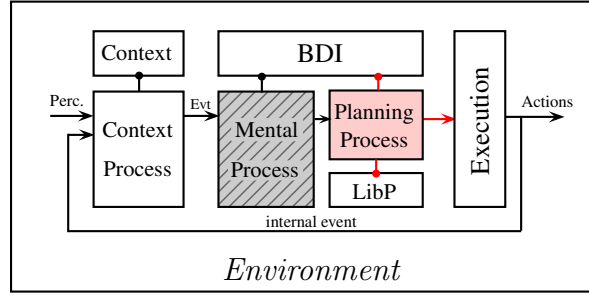 Context
BDI
Perc.
Context
Process
Evt
Mental
Process
Planning
Process
LibP
Execution
Actions
internal event
Environment